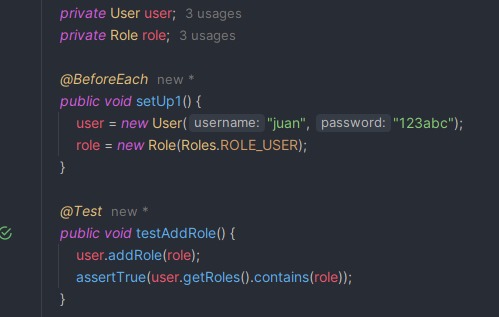 private User user; 3 usages
private Role role; 3 usages
@BeforeEach new *
public void setUp1() {
user = new User( username: "juan", password: "123abc");
role = new Role(Roles.ROLE_USER);
}
@Test new *
public void testAddRole() {
user.addRole(role);
assertTrue(user.getRoles().contains(role));
}